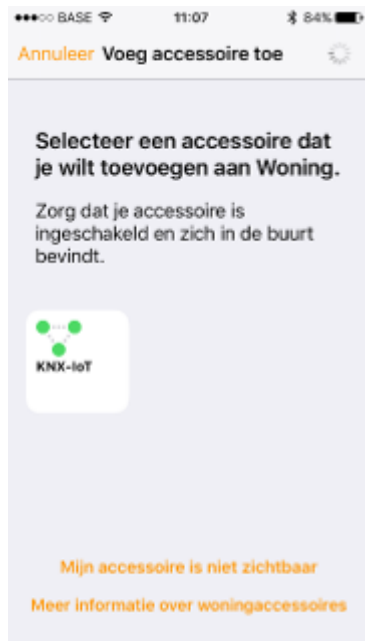 BASE 11:07 84%
Annuleer Voeg accessoire toe
Selecteer een accessoire dat
je wilt toevoegen aan Woning.
Zorg dat je accessoire is
ingeschakeld en zich in de buurt
bevindt.
KNX-IoT
Mijn accessoire is niet zichtbaar
Meer informatie over woningaccessoires